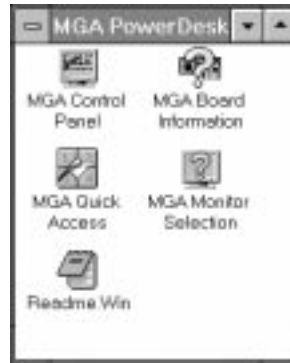 MGA PowerDesk
MGA Control
Panel
MGA Board
Information
MGA Quick
Access
MGA Monitor
Selection
Readme.Win